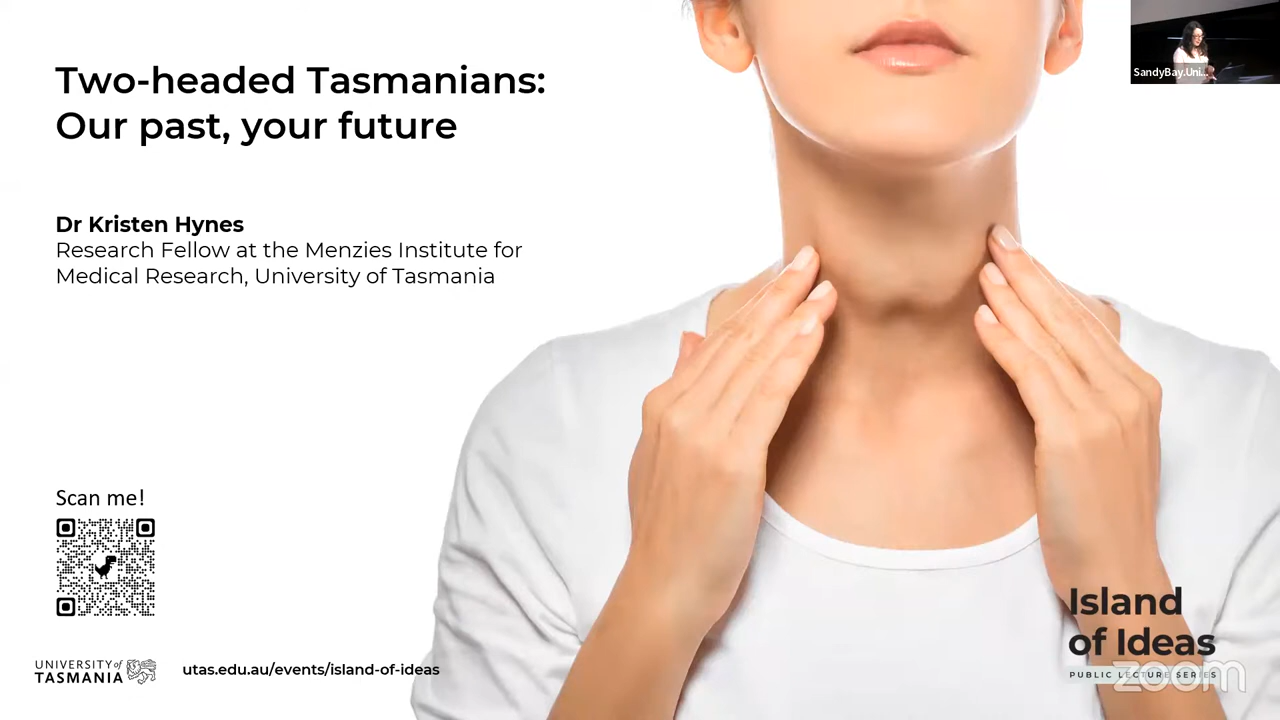 Two-headed Tasmanians:
Our past, your future
Dr Kristen Hynes
Research Fellow at the Menzies Institute for
Medical Research, University of Tasmania
Scan me!
UNIVERSITY of
TASMANIA
utas.edu.au/events/island-of-ideas
SandyBay.Uni...
Island
of Ideas
PUBLIC LECTURE SERIES
zoom